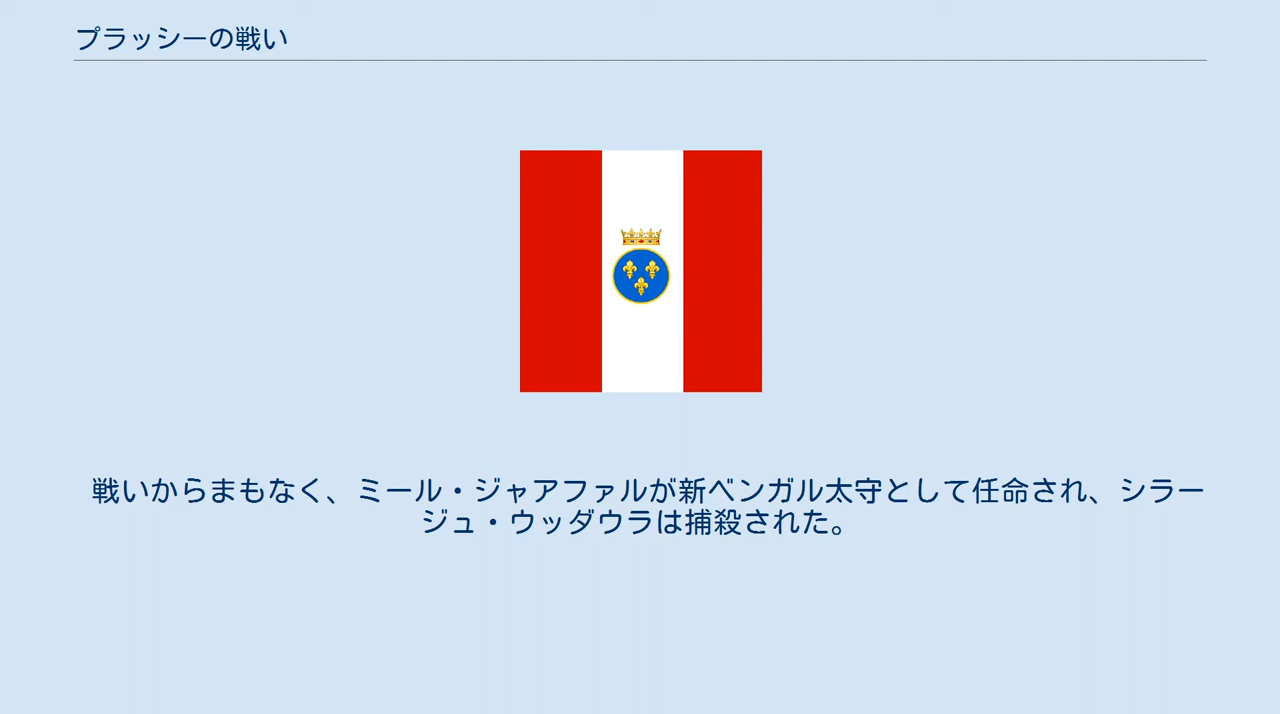 プラッシーの戦い
戦いからまもなく、ミール・ジャアファルが新ベンガル太守として任命され、シラー
ジュ・ウッダウラは捕殺された。